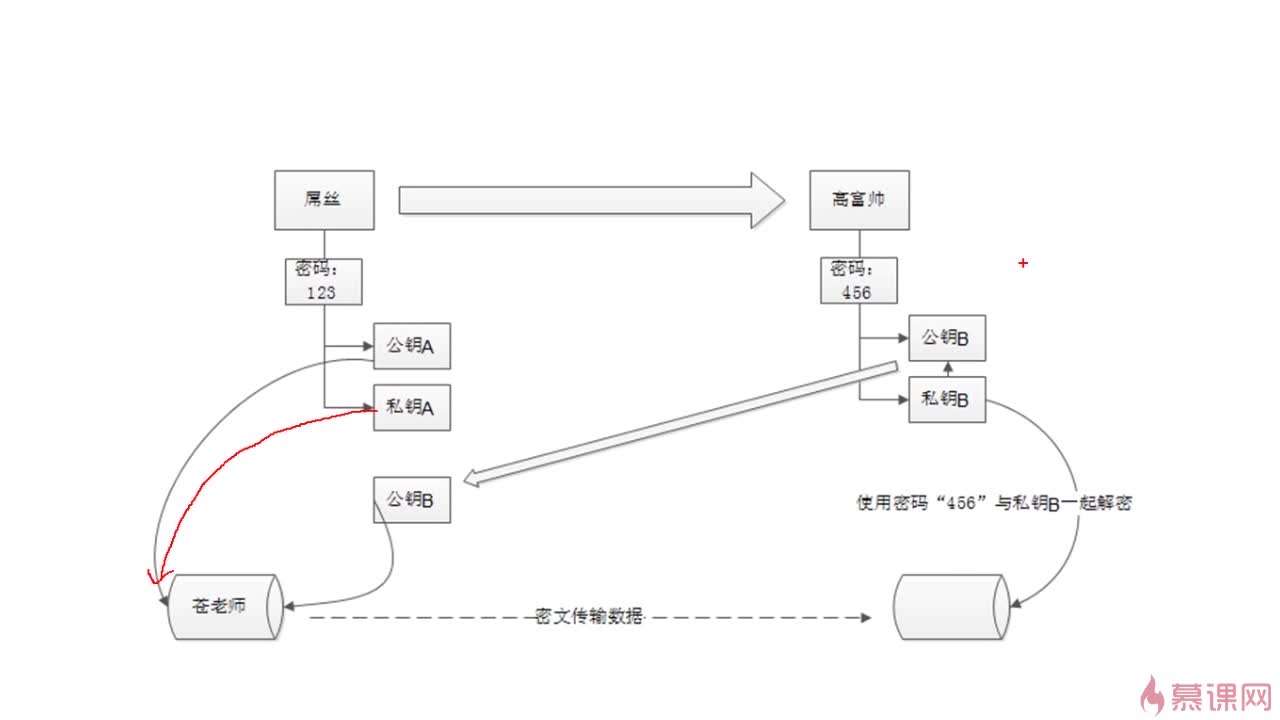 屌丝
高富帅
密码：
123
密码：
456
公钥A
公钥B
私钥A
私钥B
公钥B
使用密码“456”与私钥B一起解密
苍老师
密文传输数据
慕课网